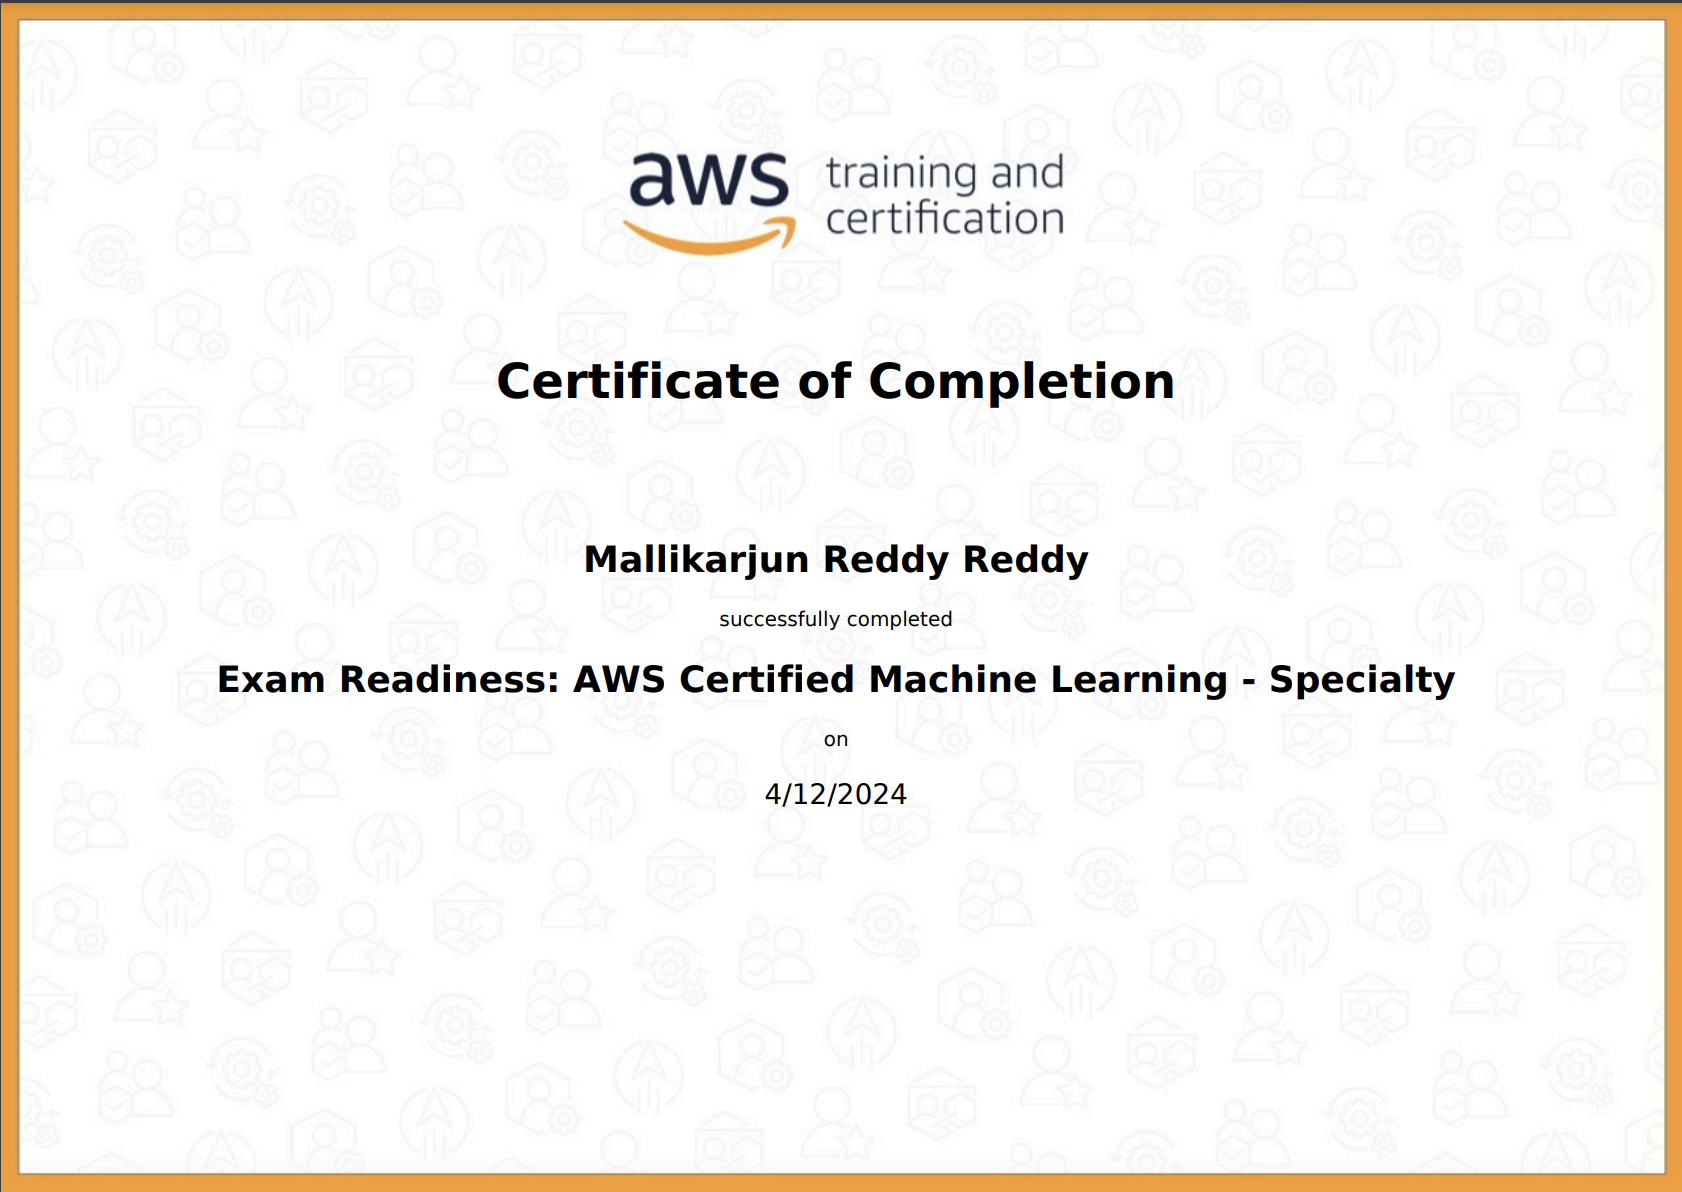 aws training and
certification
Certificate of Completion
Mallikarjun Reddy Reddy
successfully completed
Exam Readiness: AWS Certified Machine Learning - Specialty
on
4/12/2024